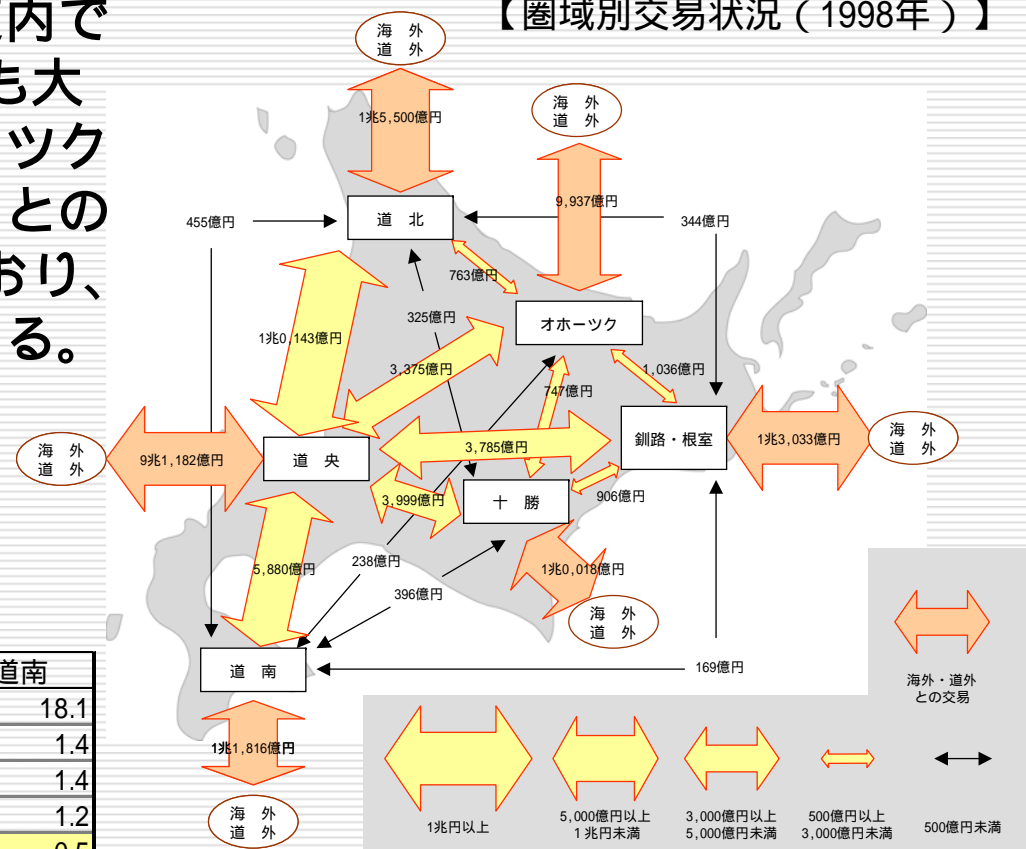 【圏域別交易状況（1998年）】
内で
も大
ツク
との
おり、
る。
海　外
道　外
1兆5,500億円
海　外
道　外
9,937億円
455億円
道　北
344億円
763億円
オホーツク
325億円
1兆0,143億円
3,375億円
747億円
1,036億円
海　外
道　外
9兆1,182億円
道　央
3,785億円
釧路・根室
1兆3,033億円
海　外
道　外
3,999億円
十　勝
906億円
5,880億円
238億円
396億円
1兆0,018億円
海　外
道　外
道　南
169億円
1兆1,816億円
海　外
道　外
道南
18.1
1.4
1.4
1.2
海外・道外
との交易
1兆円以上
5,000億円以上
1兆円未満
3,000億円以上
5,000億円未満
500億円以上
3,000億円未満
500億円未満